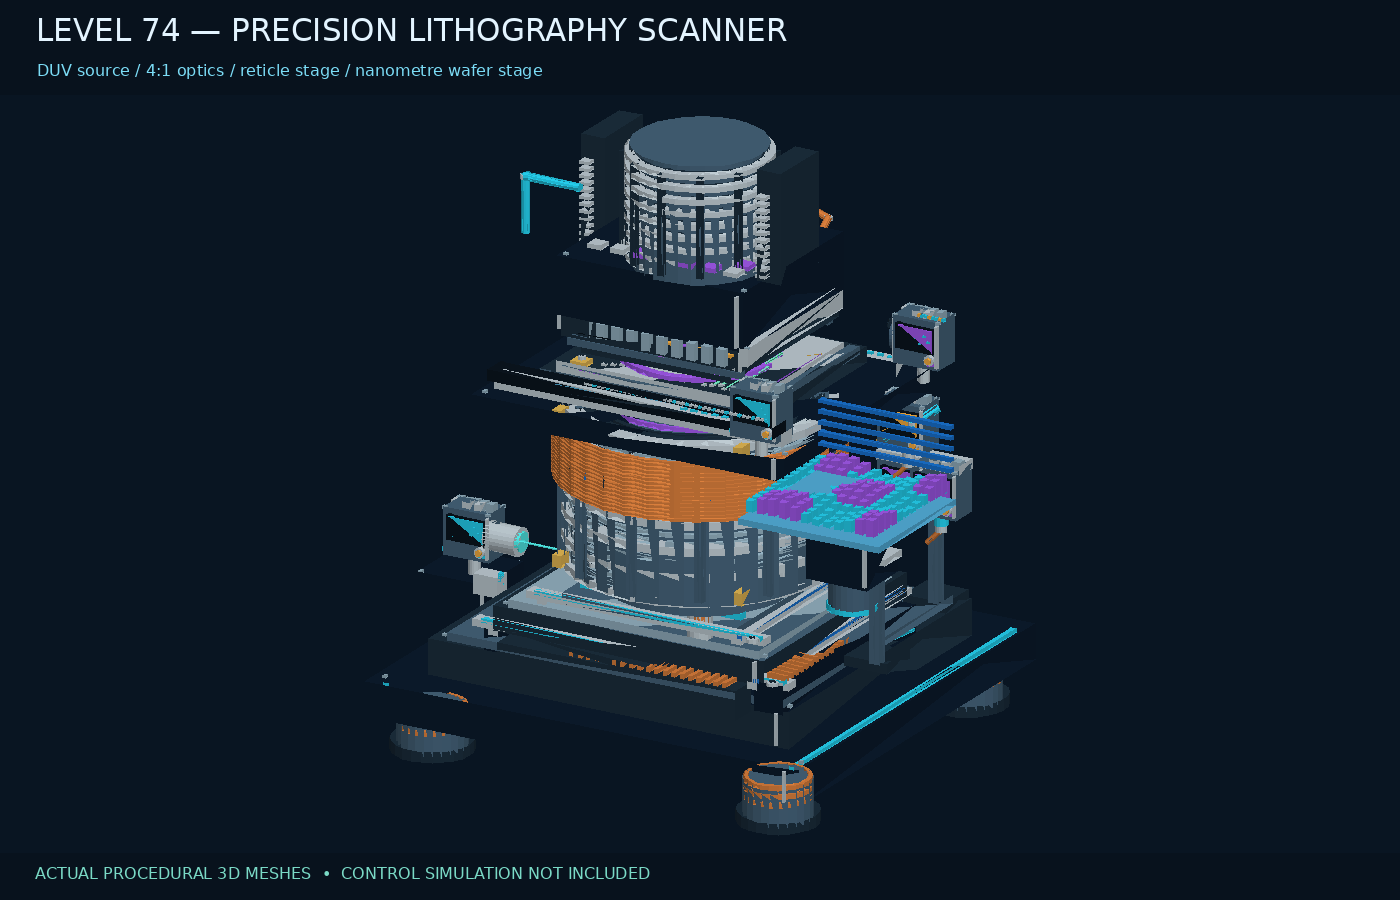 LEVEL 74 — PRECISION LITHOGRAPHY SCANNER
DUV source / 4:1 optics / reticle stage / nanometre wafer stage
ACTUAL PROCEDURAL 3D MESHES • CONTROL SIMULATION NOT INCLUDED